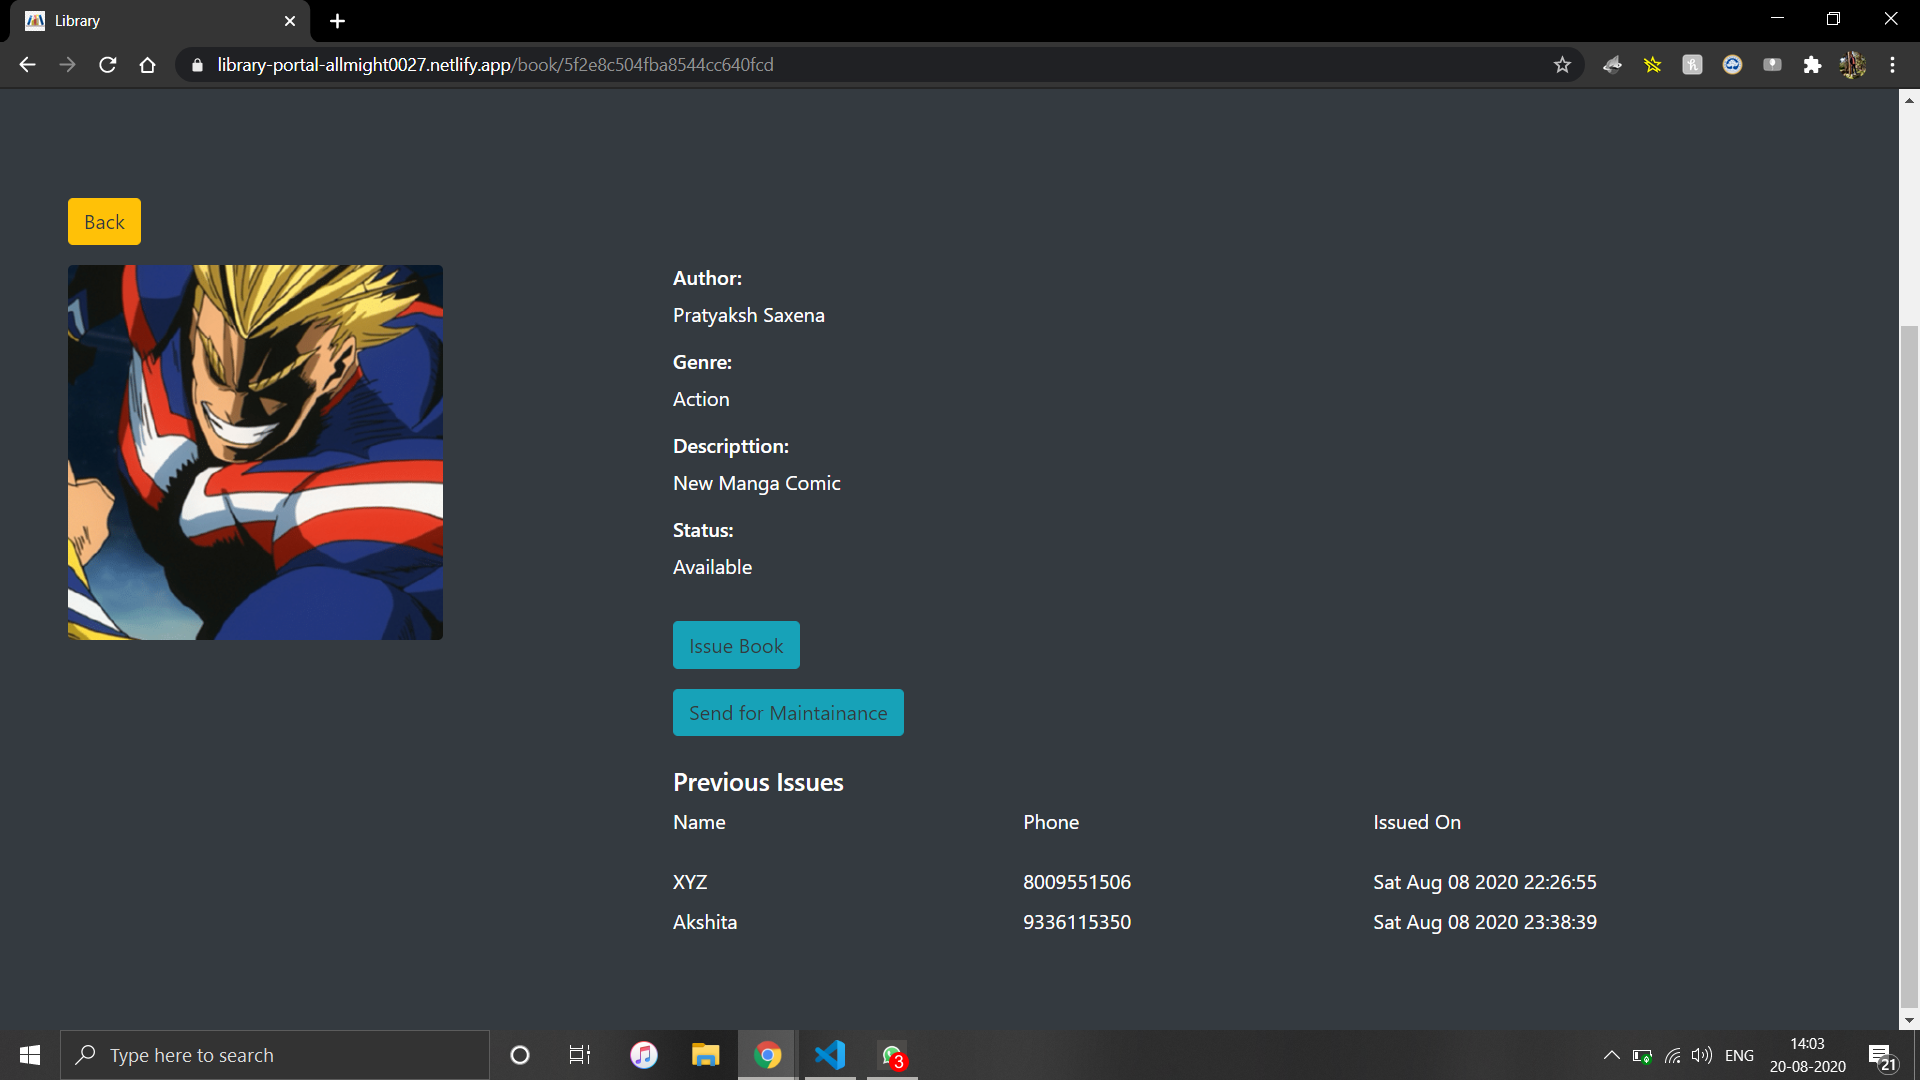 Library
library-portal-allmight0027.netlify.app/book/5f2e8c504fba8544cc640fcd
Back
Author:
Pratyaksh Saxena
Genre:
Action
Descripttion:
New Manga Comic
Status:
Available
Issue Book
Send for Maintainance
Previous Issues
Name Phone Issued On
XYZ 8009551506 Sat Aug 08 2020 22:26:55
Akshita 9336115350 Sat Aug 08 2020 23:38:39
Type here to search
3
ENG
14:03
20-08-2020
21